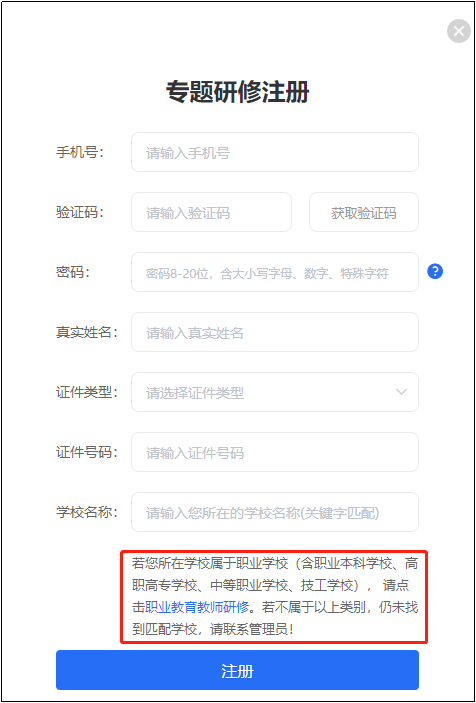 专题研修注册
手机号： 请输入手机号
验证码： 请输入验证码 获取验证码
密码： 密码8-20位，含大小写字母、数字、特殊字符 ?
真实姓名： 请输入真实姓名
证件类型： 请选择证件类型
证件号码： 请输入证件号码
学校名称： 请输入您所在的学校名称(关键字匹配)
若您所在学校属于职业学校（含职业本科学校、高
职高专学校、中等职业学校、技工学校）， 请点
击职业教育教师研修。若不属于以上类别，仍未找
到匹配学校，请联系管理员！
注册